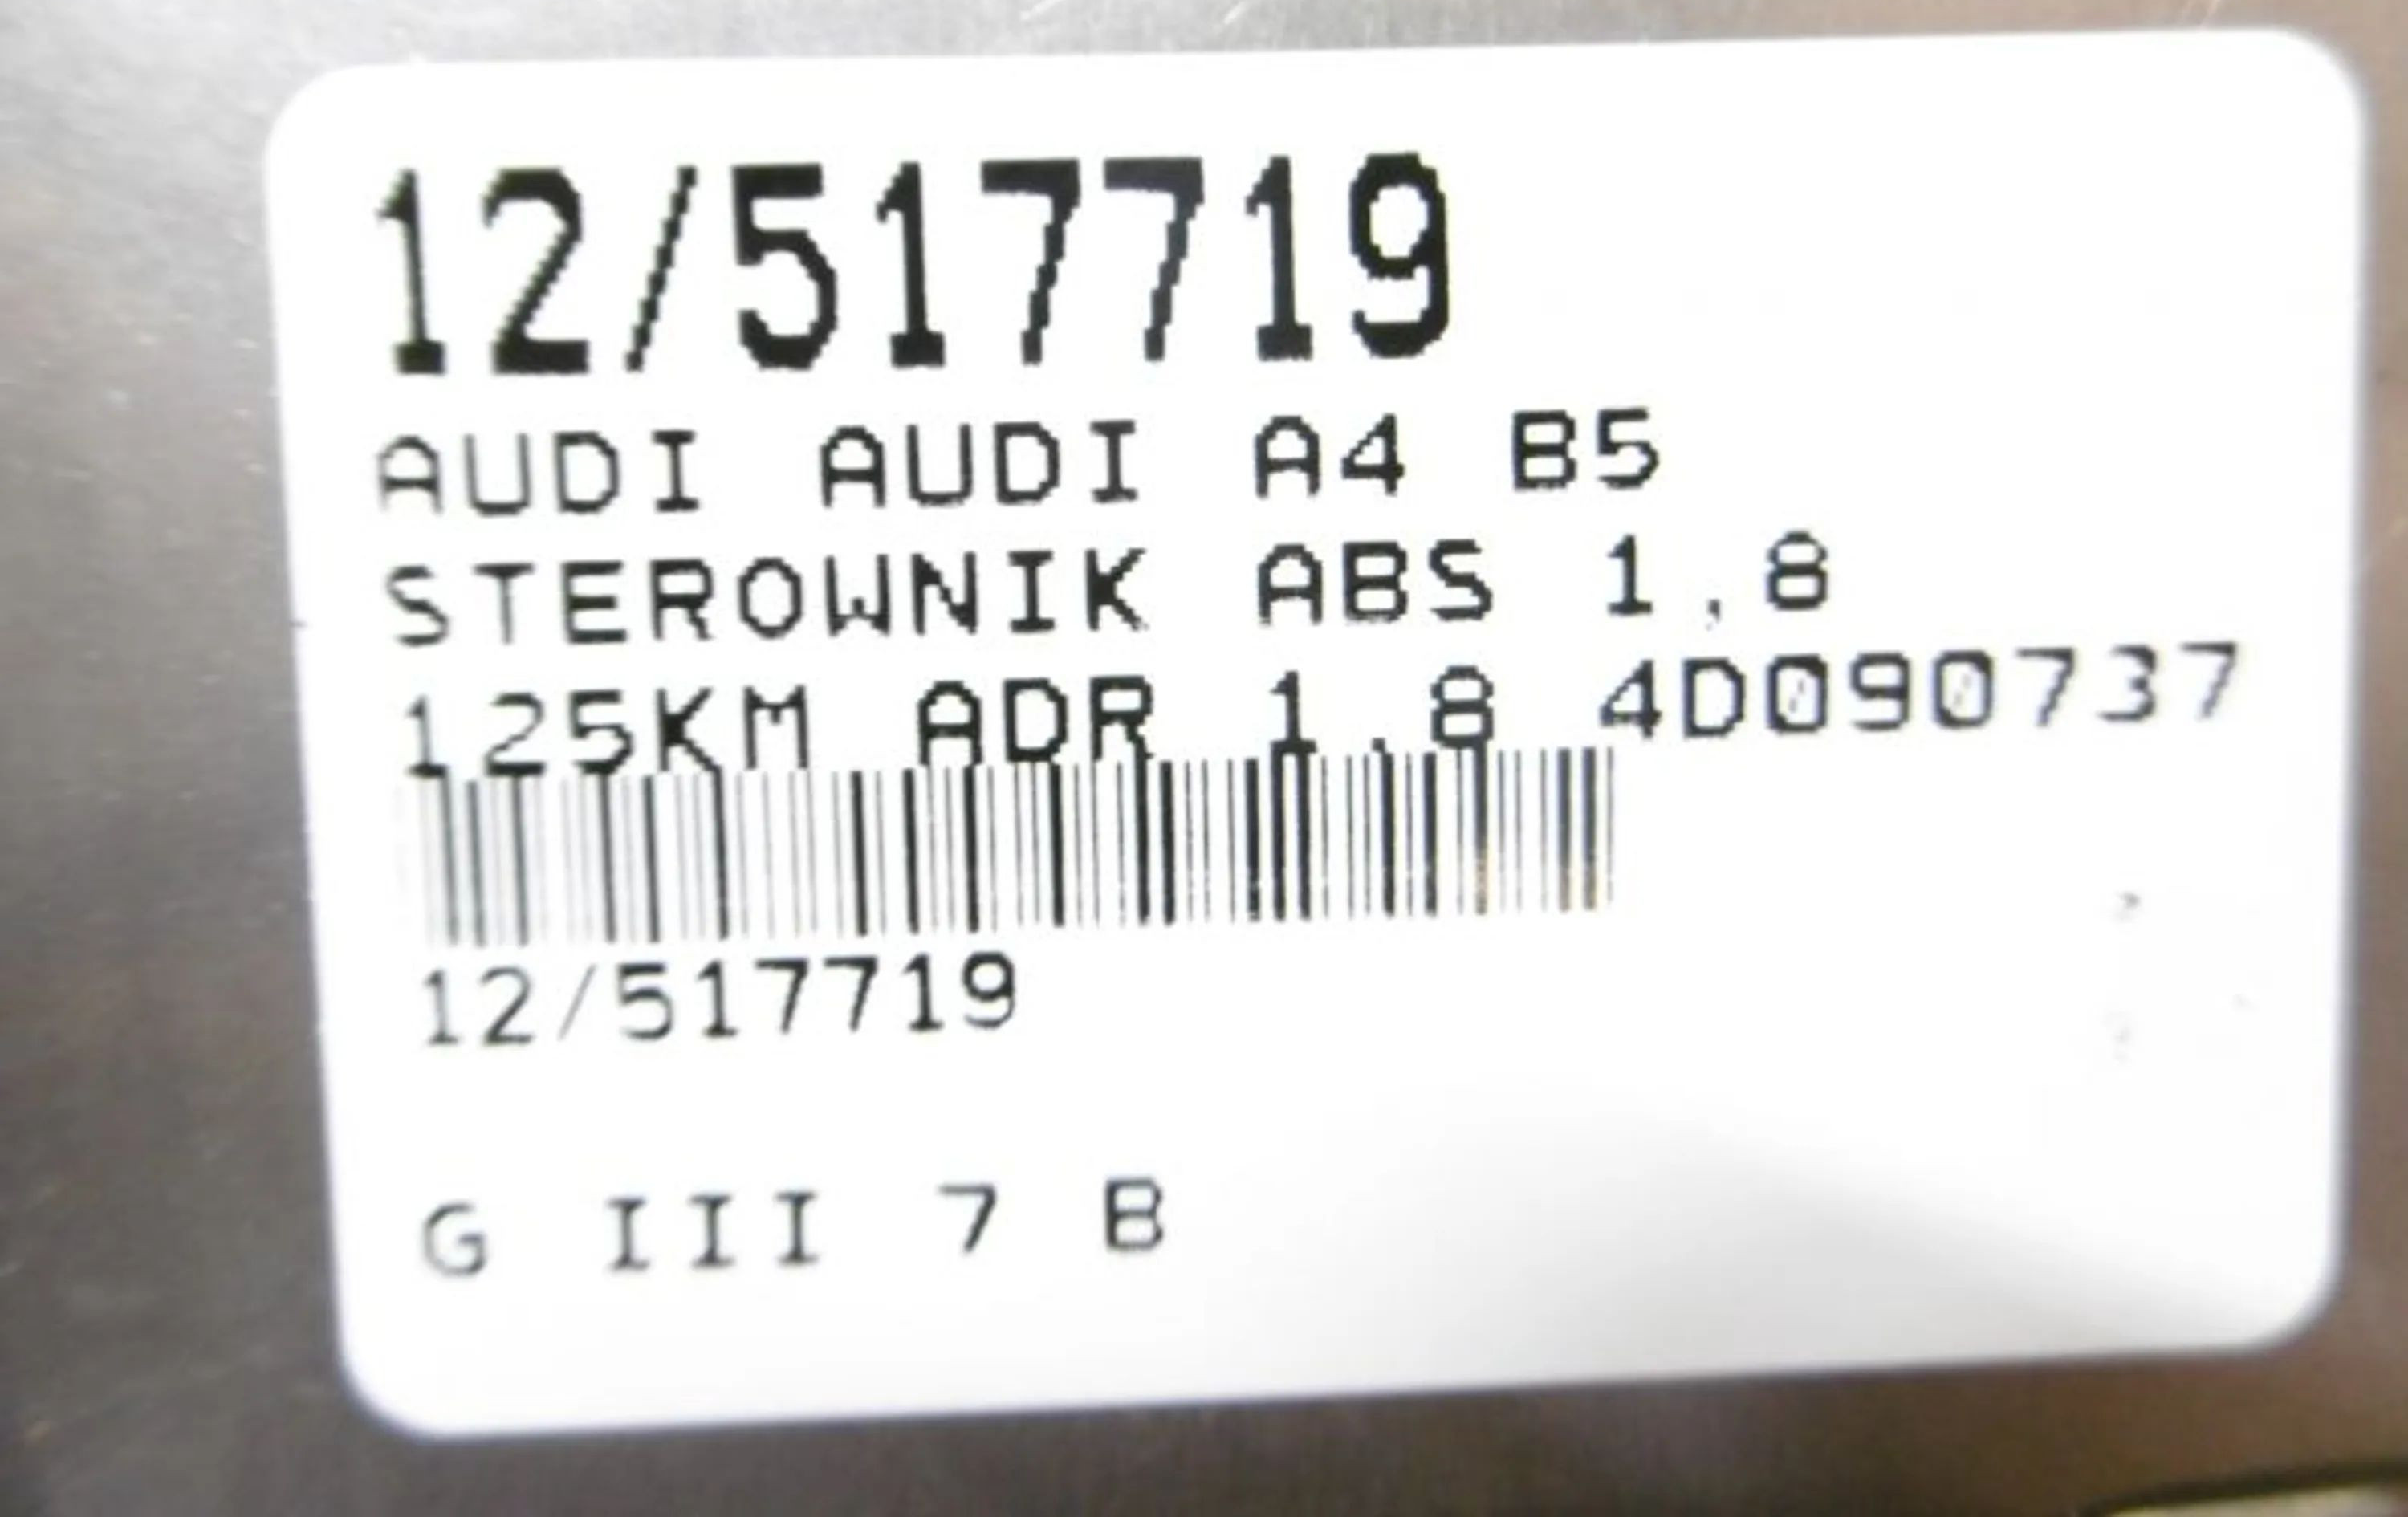 12/517719
AUDI AUDI A4 B5
STEROWNIK ABS 1,8
125KM ADR 1.8 4D090737
12/517719
G III 7 B